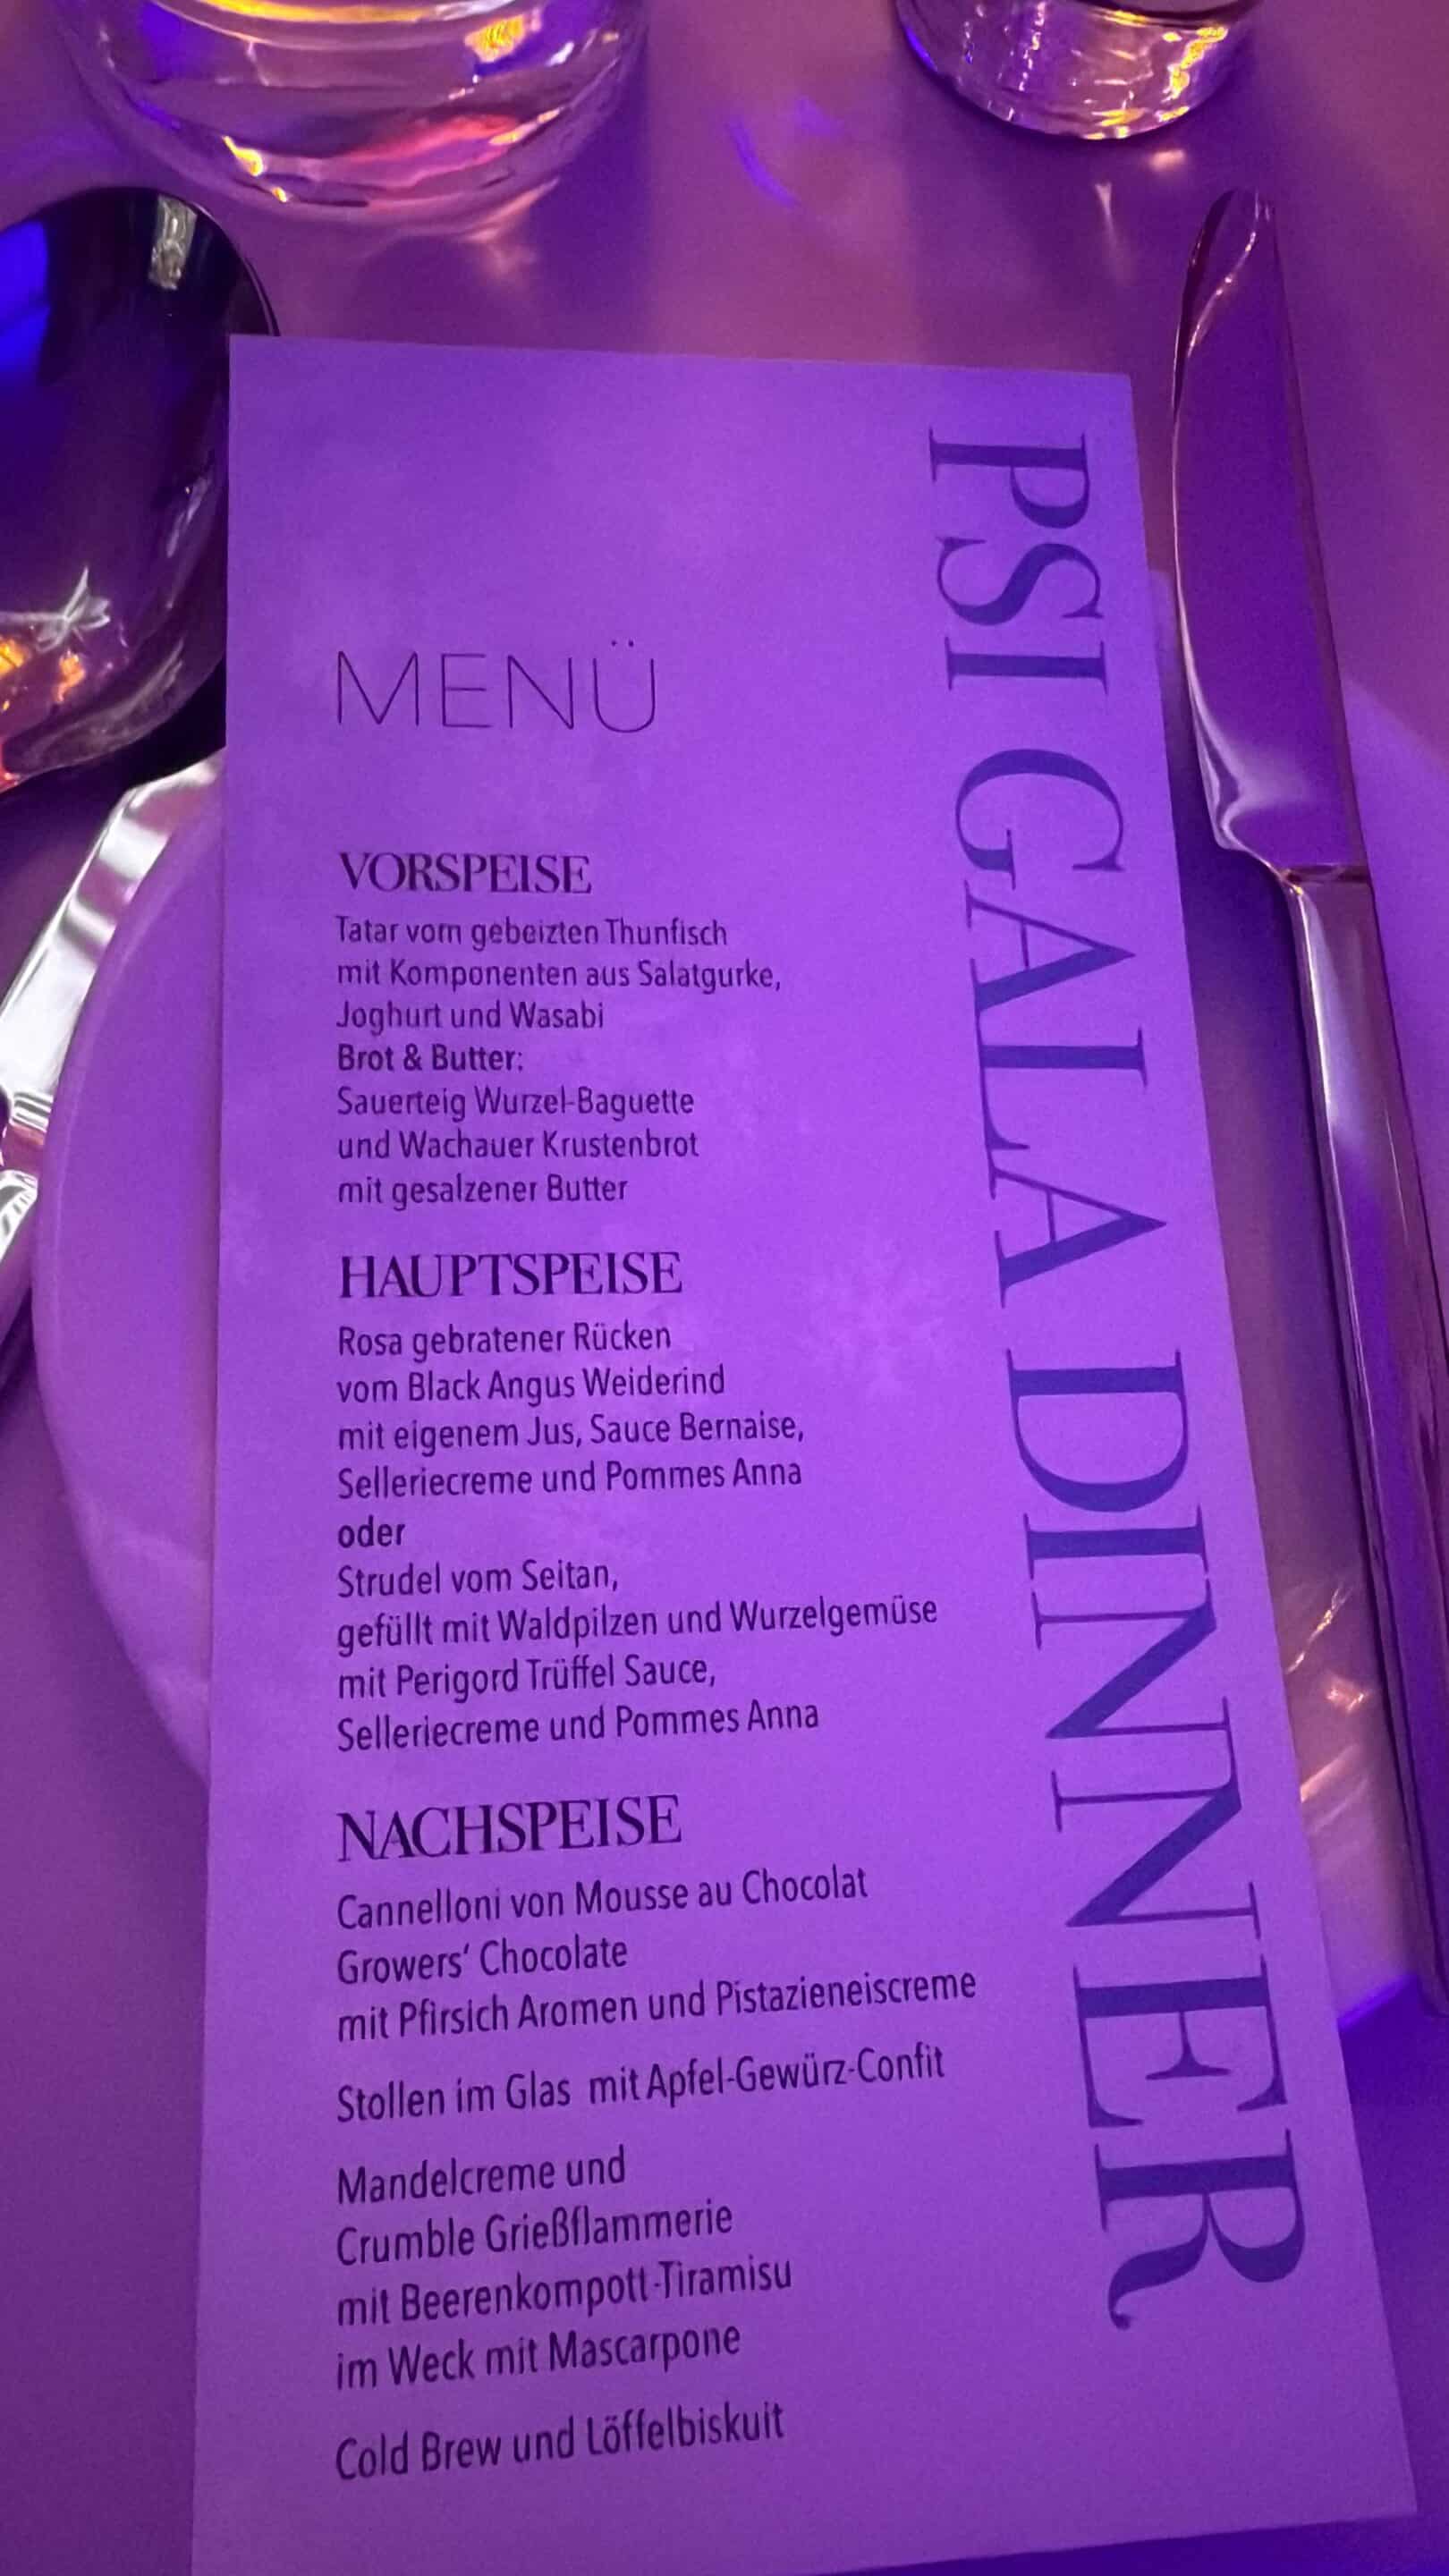 PSI GALA DINNER
MENÜ
VORSPEISE
Tatar vom gebeizten Thunfisch
mit Komponenten aus Salatgurke,
Joghurt und Wasabi
Brot & Butter:
Sauerteig Wurzel-Baguette
und Wachauer Krustenbrot
mit gesalzener Butter
HAUPTSPEISE
Rosa gebratener Rücken
vom Black Angus Weiderind
mit eigenem Jus, Sauce Bernaise,
Selleriecreme und Pommes Anna
oder
Strudel vom Seitan,
gefüllt mit Waldpilzen und Wurzelgemüse
mit Perigord Trüffel Sauce,
Selleriecreme und Pommes Anna
NACHSPEISE
Cannelloni von Mousse au Chocolat
Growers‘ Chocolate
mit Pfirsich Aromen und Pistazieneiscreme
Stollen im Glas mit Apfel-Gewürz-Confit
Mandelcreme und
Crumble Grießflammerie
mit Beerenkompott-Tiramisu
im Weck mit Mascarpone
Cold Brew und Löffelbiskuit